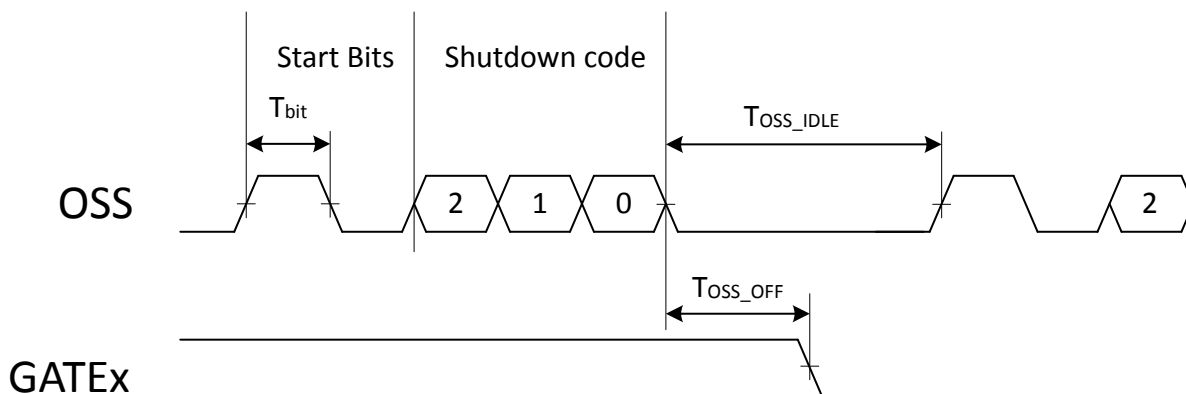 Start Bits
Shutdown code
Tbit
TOSS_IDLE
OSS
2
1
0
2
TOSS_OFF
GATEx